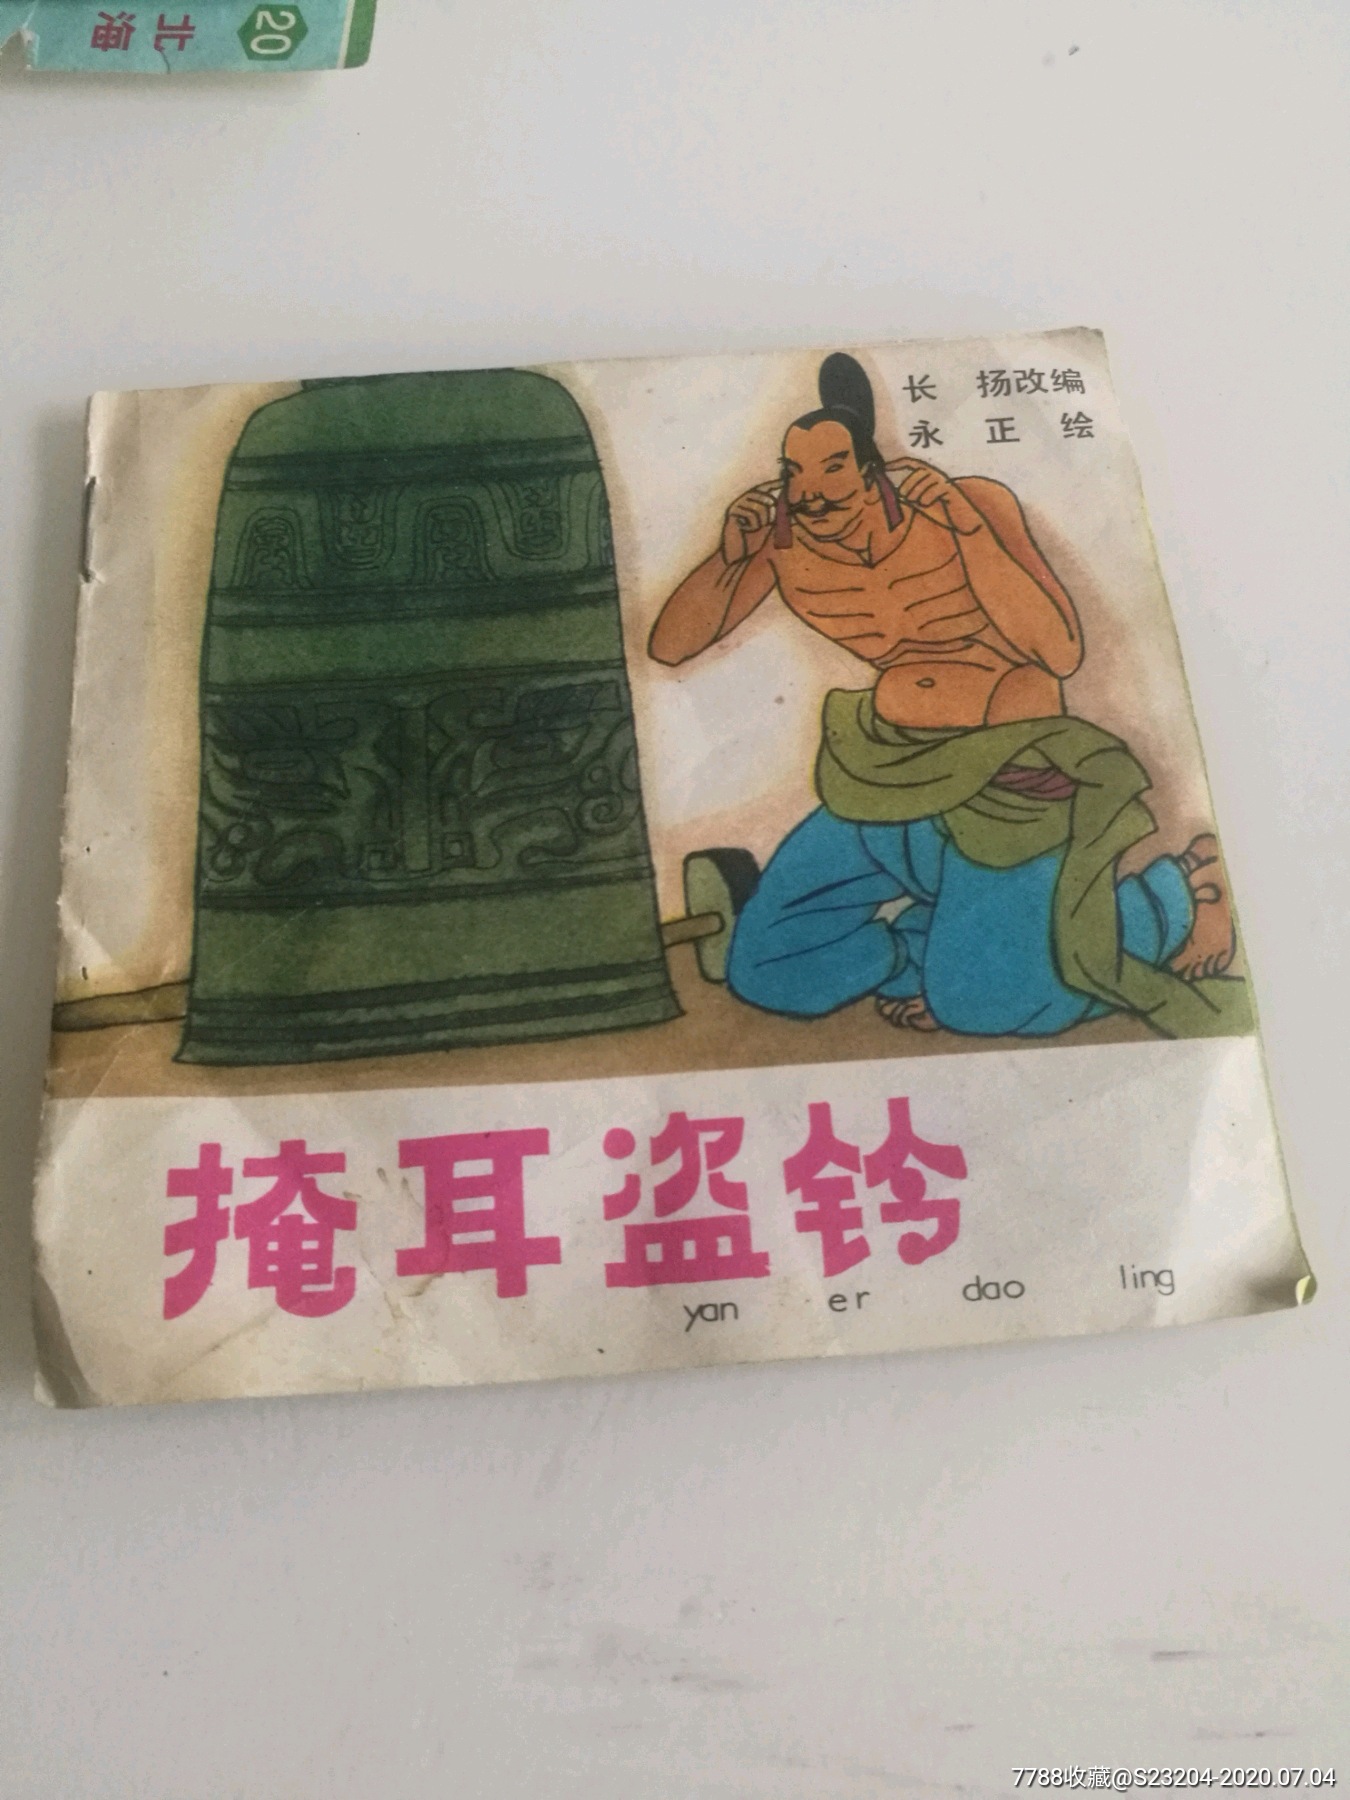 20
长 扬改编
永 正 绘
掩耳盗铃
yan er dao ling
7788收藏@S23204-2020.07.04